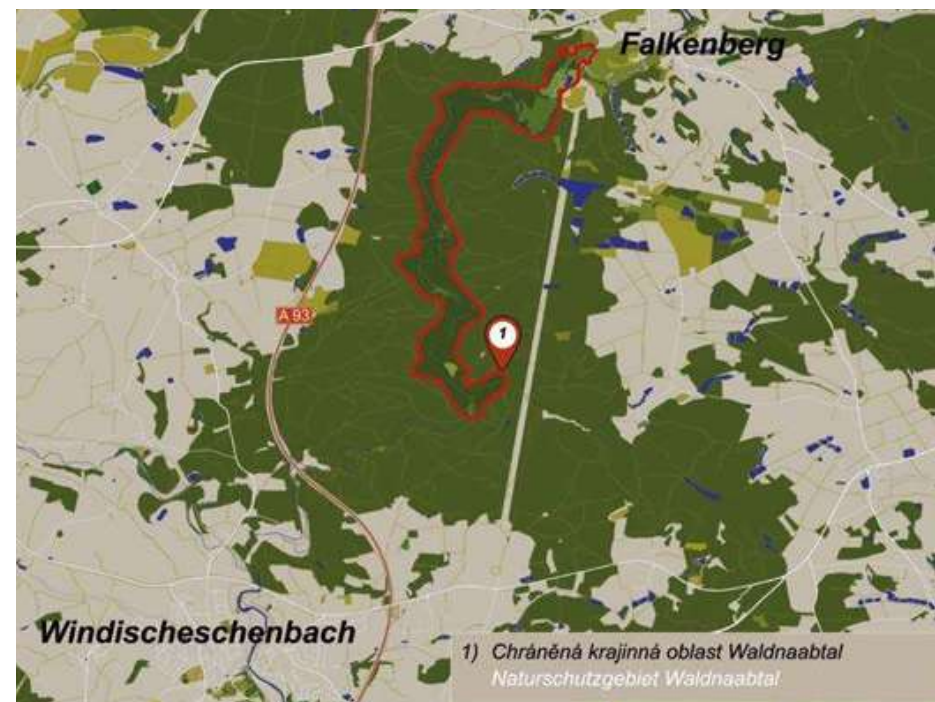 Falkenberg
A 93
1
Windischeschenbach
1) Chráněná krajinná oblast Waldnaabtal
Naturschutzgebiet Waldnaabtal